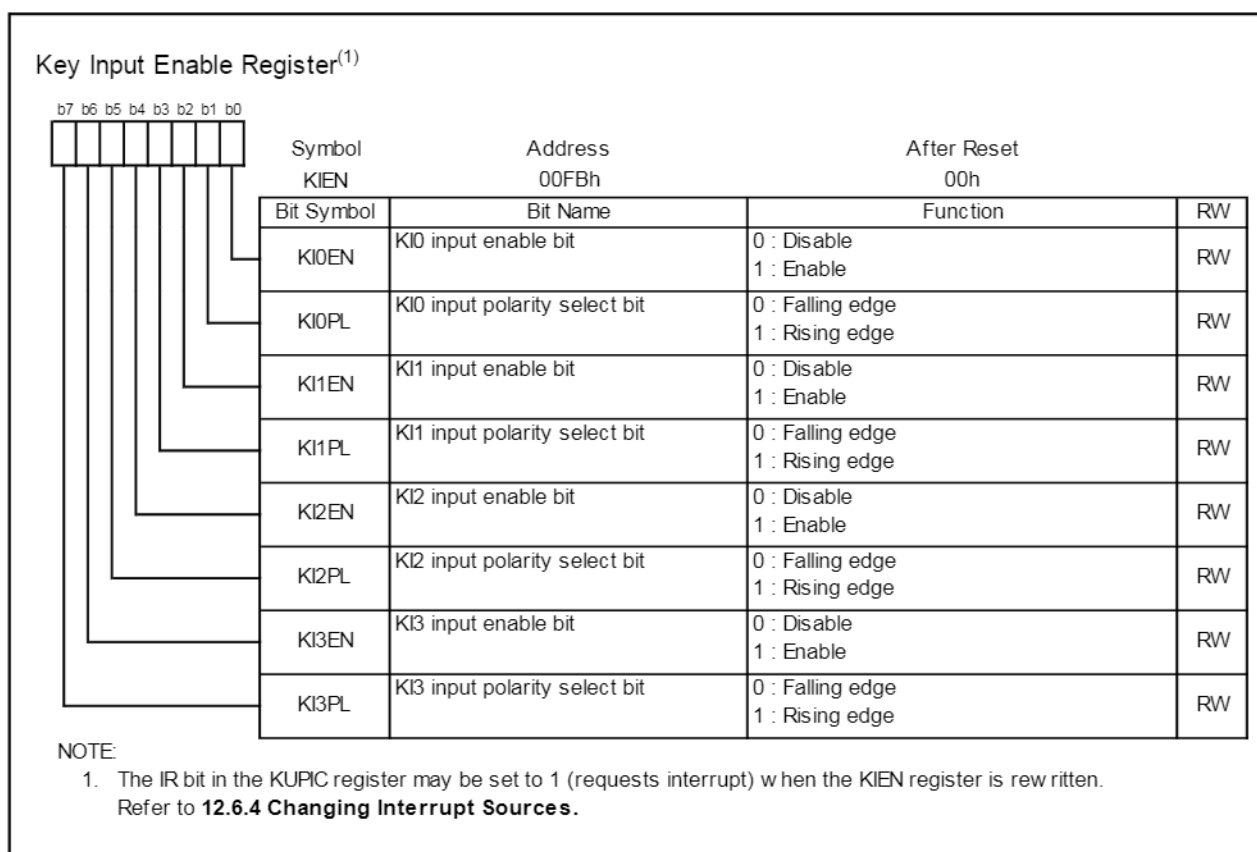 Key Input Enable Register(1)
b7 b6 b5 b4 b3 b2 b1 b0
Symbol Address After Reset
KIEN 00FBh 00h
Bit Symbol Bit Name Function RW
KI0EN KI0 input enable bit 0 : Disable RW
1 : Enable
KI0PL KI0 input polarity select bit 0 : Falling edge RW
1 : Rising edge
KI1EN KI1 input enable bit 0 : Disable RW
1 : Enable
KI1PL KI1 input polarity select bit 0 : Falling edge RW
1 : Rising edge
KI2EN KI2 input enable bit 0 : Disable RW
1 : Enable
KI2PL KI2 input polarity select bit 0 : Falling edge RW
1 : Rising edge
KI3EN KI3 input enable bit 0 : Disable RW
1 : Enable
KI3PL KI3 input polarity select bit 0 : Falling edge RW
1 : Rising edge
NOTE:
1. The IR bit in the KUPIC register may be set to 1 (requests interrupt) when the KIEN register is rewritten.
Refer to 12.6.4 Changing Interrupt Sources.